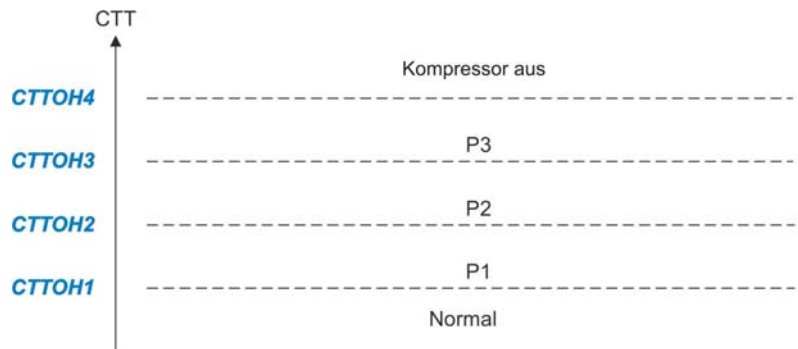 CTT
Kompressor aus
CTTOH4
P3
CTTOH3
P2
CTTOH2
P1
CTTOH1
Normal